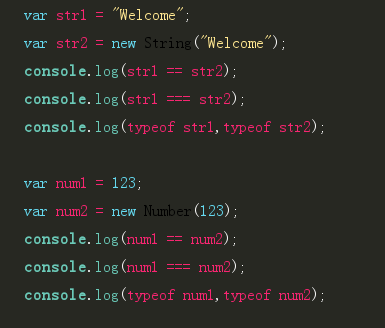 var str1 = "Welcome";
var str2 = new String("Welcome");
console.log(str1 == str2);
console.log(str1 === str2);
console.log(typeof str1,typeof str2);
var num1 = 123;
var num2 = new Number(123);
console.log(num1 == num2);
console.log(num1 === num2);
console.log(typeof num1,typeof num2);